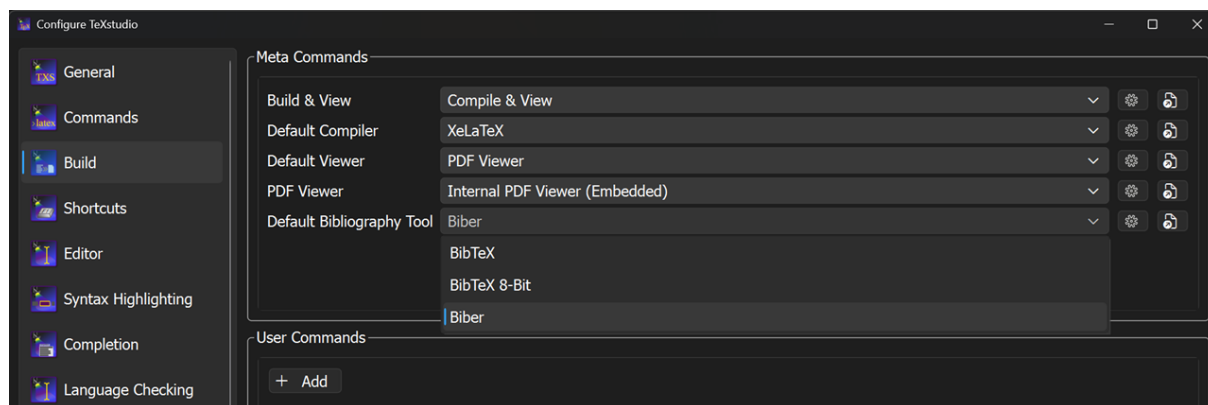 Configure TeXstudio
General
Commands
Build
Shortcuts
Editor
Syntax Highlighting
Completion
Language Checking
Meta Commands
Build & View Compile & View
Default Compiler XeLaTeX
Default Viewer PDF Viewer
PDF Viewer Internal PDF Viewer (Embedded)
Default Bibliography Tool Biber
BibTeX
BibTeX 8-Bit
Biber
User Commands
+ Add
TXS
latex